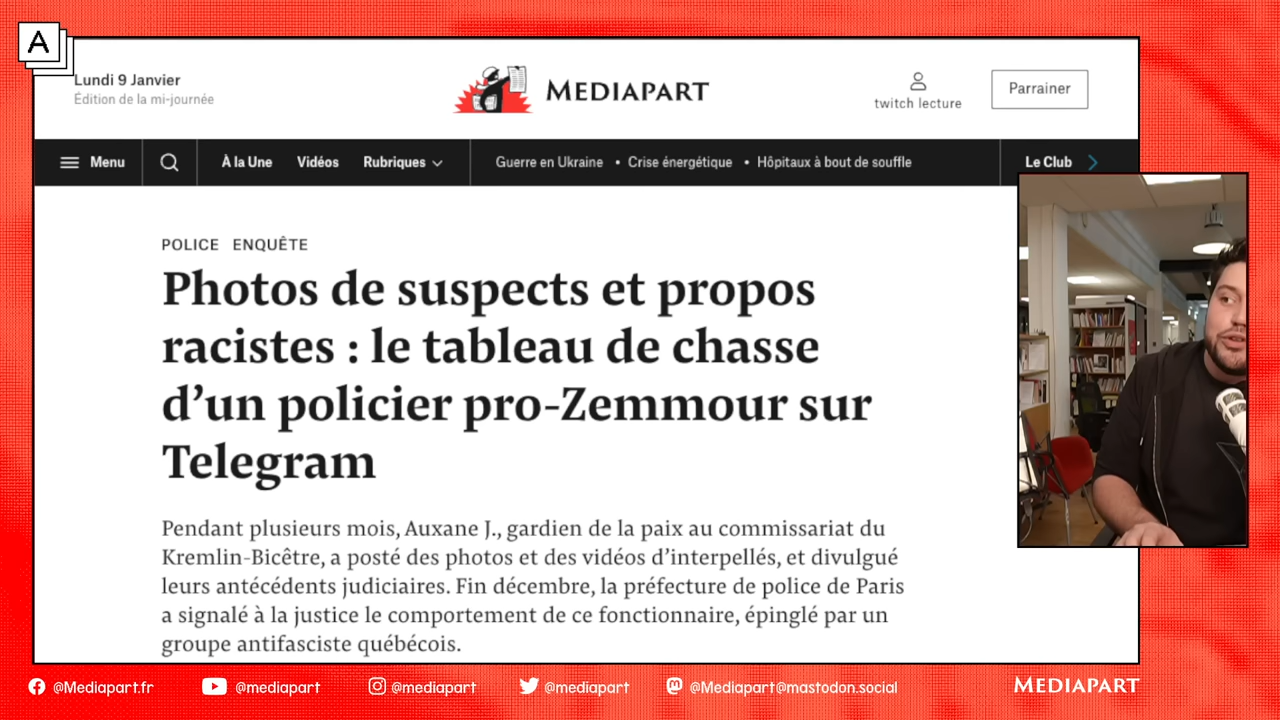 A
Lundi 9 Janvier
Édition de la mi-journée
MEDIAPART
twitch lecture
Parrainer
Menu
À la Une
Vidéos
Rubriques
Guerre en Ukraine • Crise énergétique • Hôpitaux à bout de souffle
Le Club
POLICE ENQUÊTE
Photos de suspects et propos
racistes : le tableau de chasse
d’un policier pro-Zemmour sur
Telegram
Pendant plusieurs mois, Auxane J., gardien de la paix au commissariat du
Kremlin-Bicêtre, a posté des photos et des vidéos d’interpellés, et divulgué
leurs antécédents judiciaires. Fin décembre, la préfecture de police de Paris
a signalé à la justice le comportement de ce fonctionnaire, épinglé par un
groupe antifasciste québécois.
@Mediapart.fr
@mediapart
@mediapart
@mediapart
@Mediapart@mastodon.social
MEDIAPART